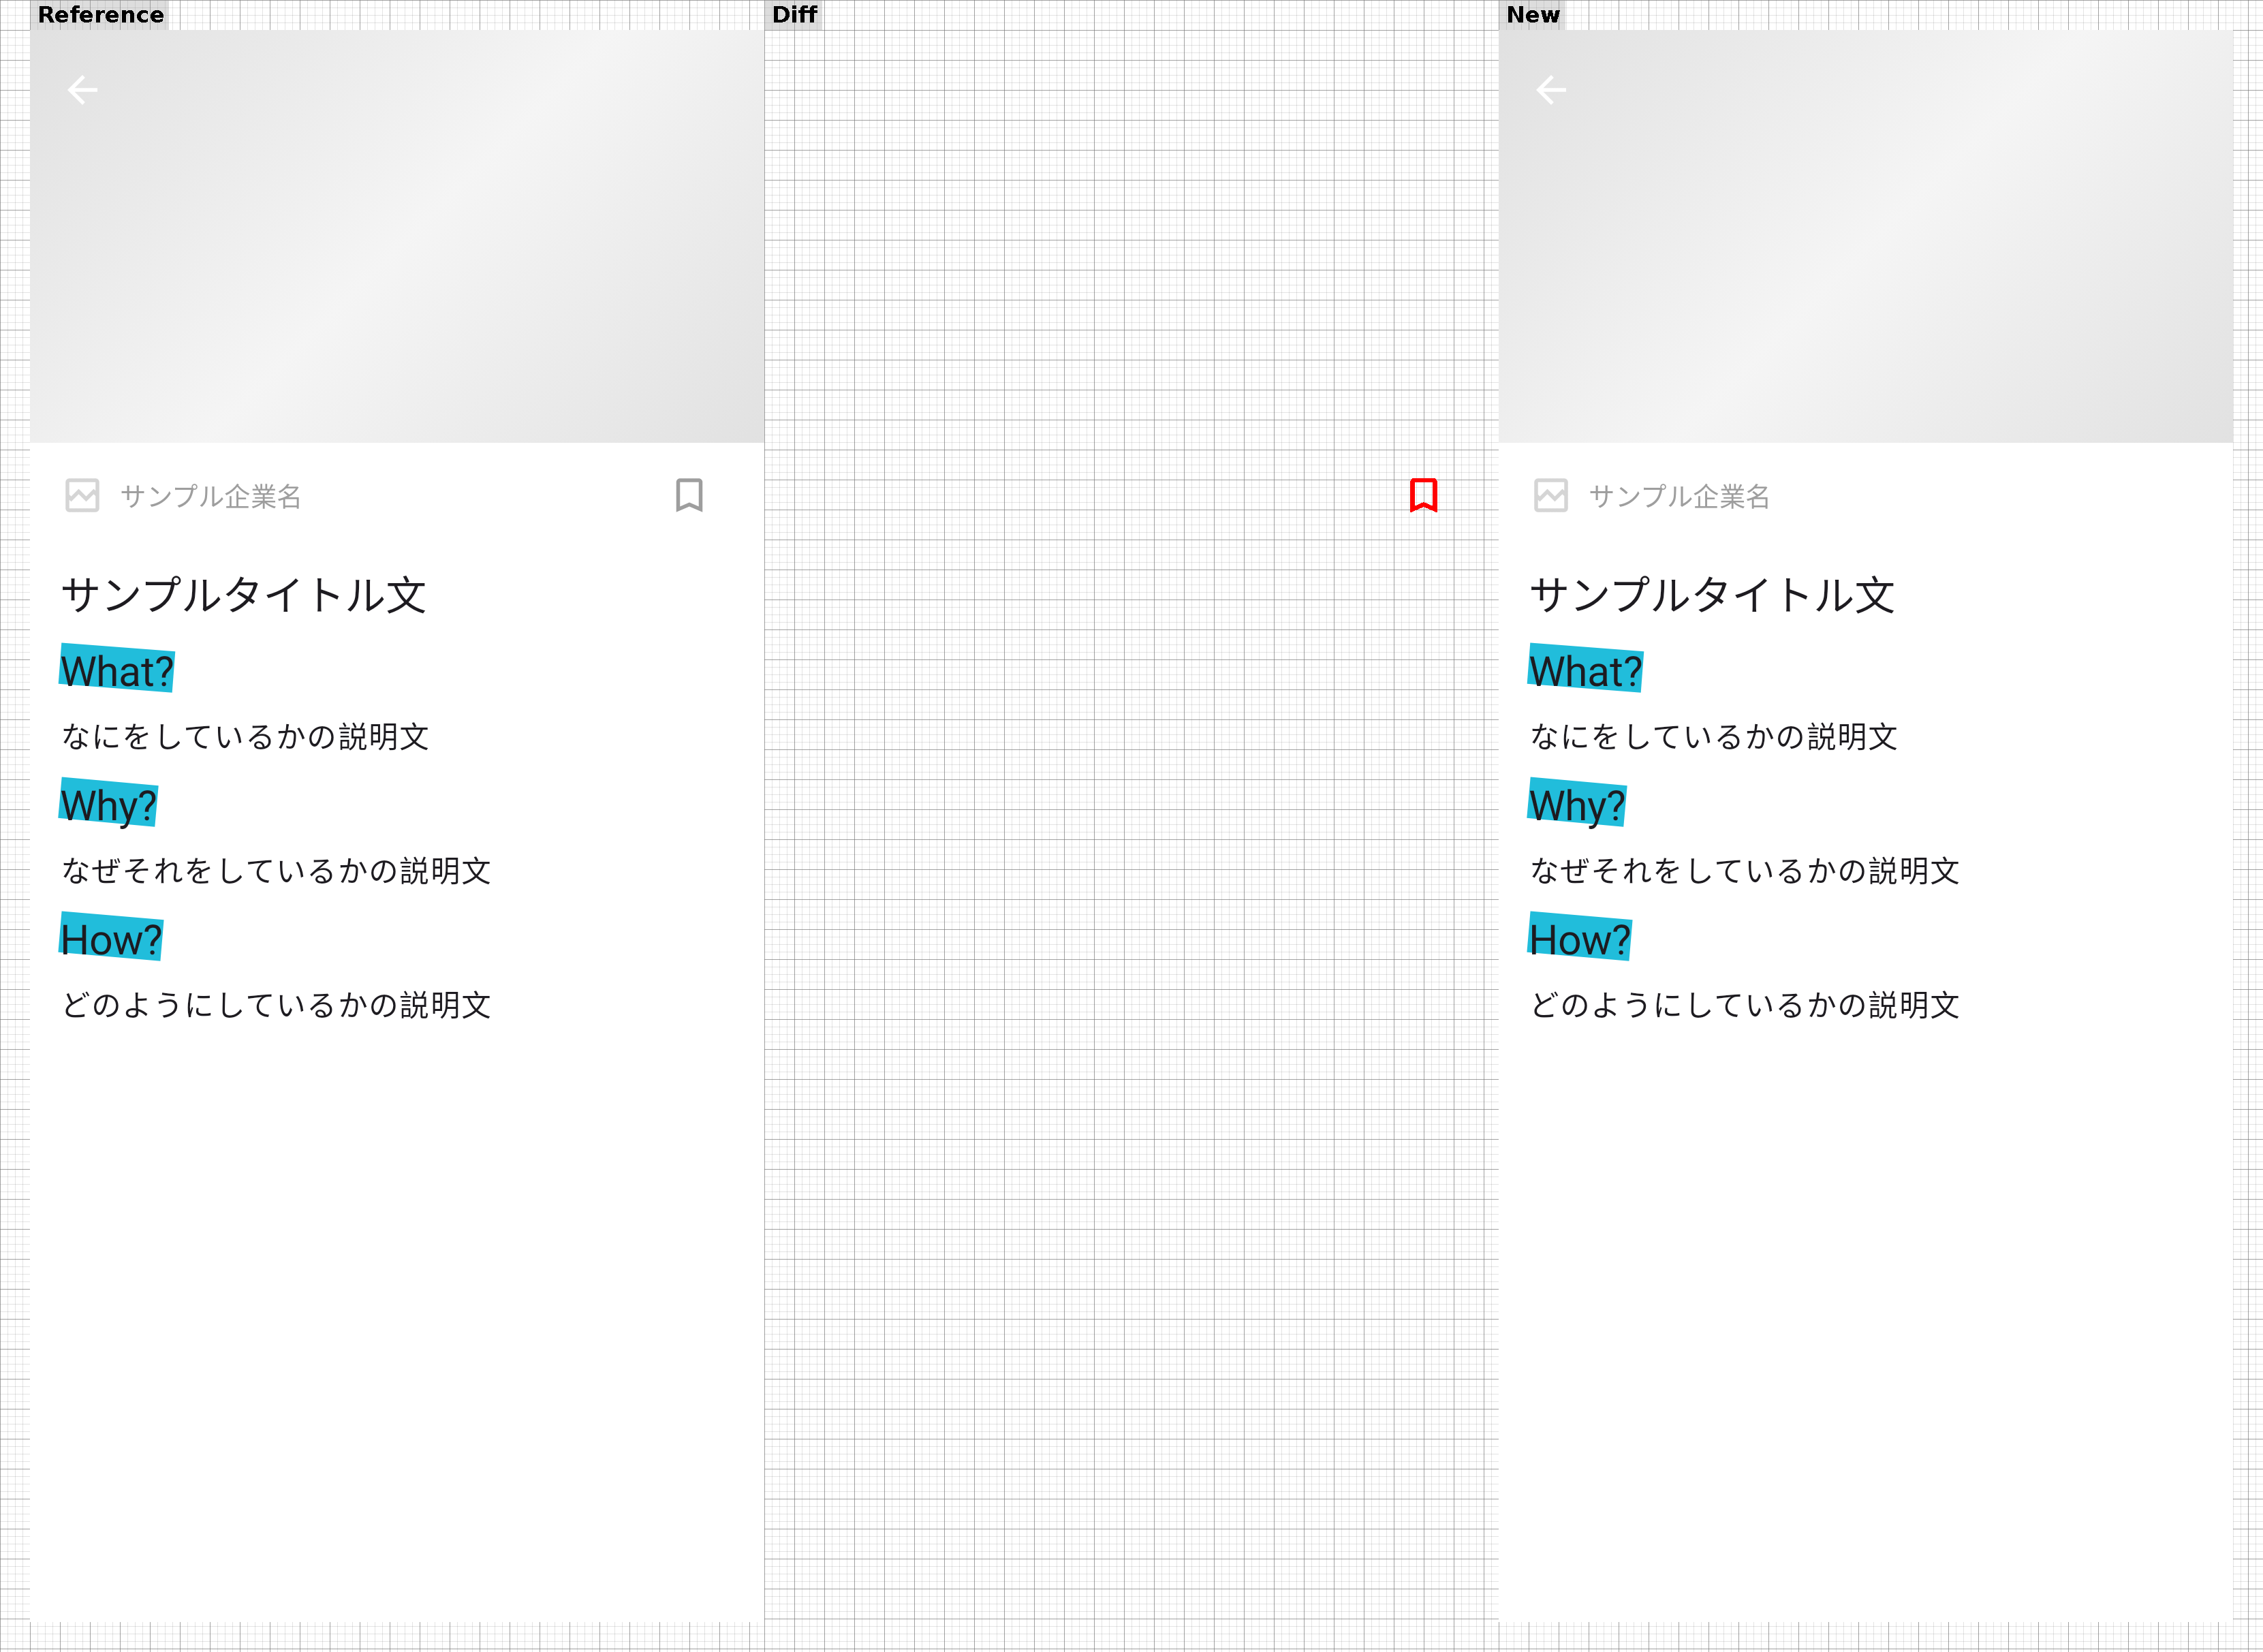 Reference
Diff
New
サンプル企業名
サンプルタイトル文
What?
なにをしているかの説明文
Why?
なぜそれをしているかの説明文
How?
どのようにしているかの説明文
サンプル企業名
サンプルタイトル文
What?
なにをしているかの説明文
Why?
なぜそれをしているかの説明文
How?
どのようにしているかの説明文